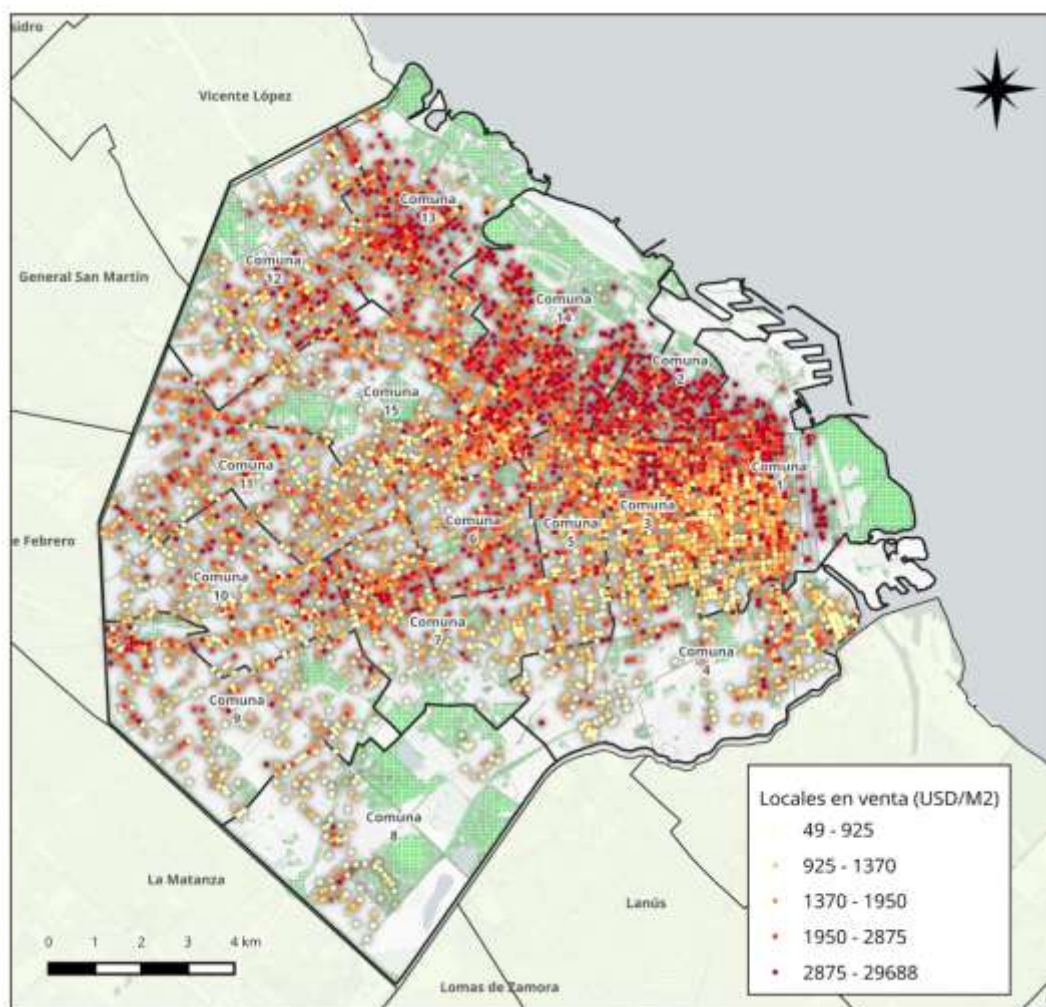 sidro
Vicente López
Comuna
13
General San Martín
Comuna
12
Comuna
14
Comuna
2
Comuna
15
Comuna
11
Comuna
1
Comuna
3
Comuna
6
Comuna
5
e Febrero
Comuna
10
Comuna
7
Comuna
4
Comuna
9
Comuna
8
La Matanza
Lanús
Lomas de Zamora
0 1 2 3 4 km
Locales en venta (USD/M2)
49 - 925
925 - 1370
1370 - 1950
1950 - 2875
2875 - 29688